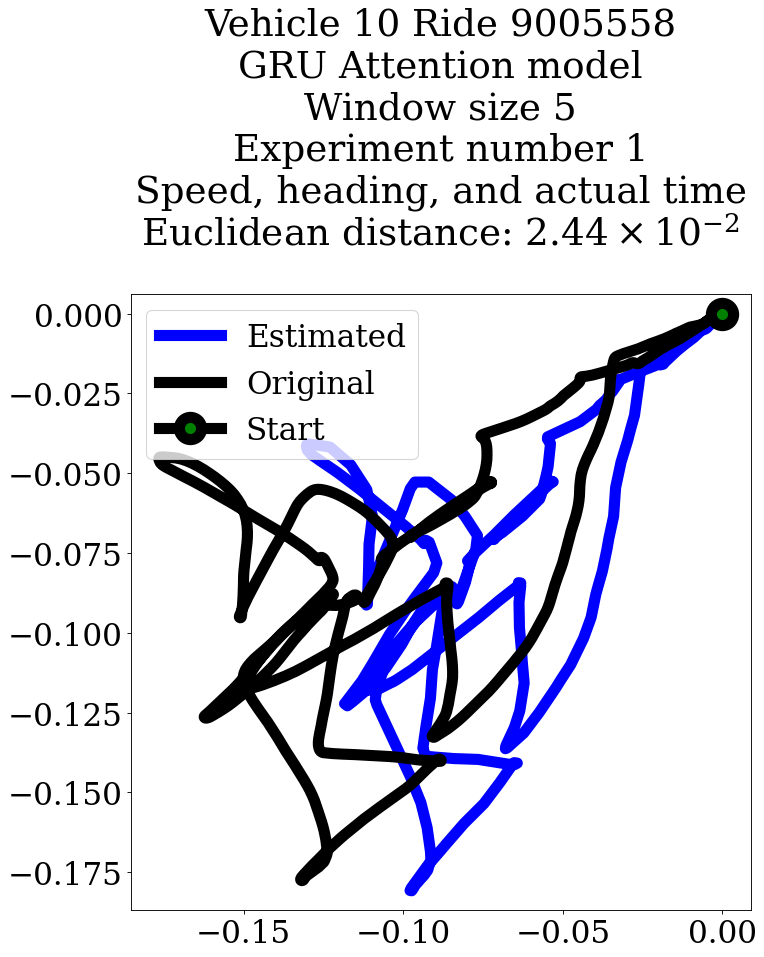 Vehicle 10 Ride 9005558
GRU Attention model
Window size 5
Experiment number 1
Speed, heading, and actual time
Euclidean distance: 2.44 × 10⁻²
Estimated
Original
Start
0.000
−0.025
−0.050
−0.075
−0.100
−0.125
−0.150
−0.175
−0.15 −0.10 −0.05 0.00